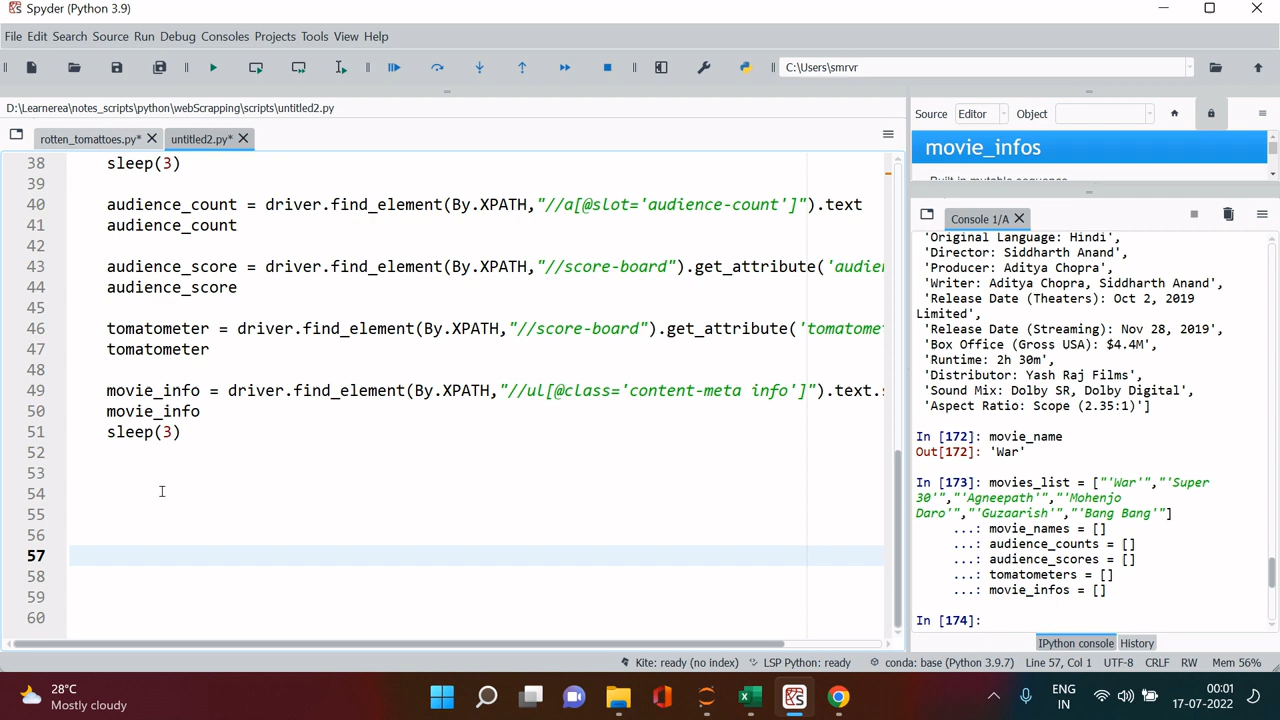 Spyder (Python 3.9)
File Edit Search Source Run Debug Consoles Projects Tools View Help
C:\Users\smrvr
D:\Learnerea\notes_scripts\python\webScrapping\scripts\untitled2.py
rotten_tomattoes.py*
untitled2.py*
38 sleep(3)
39
40 audience_count = driver.find_element(By.XPATH,"//a[@slot='audience-count']").text
41 audience_count
42
43 audience_score = driver.find_element(By.XPATH,"//score-board").get_attribute('audien
44 audience_score
45
46 tomatometer = driver.find_element(By.XPATH,"//score-board").get_attribute('tomatomet
47 tomatometer
48
49 movie_info = driver.find_element(By.XPATH,"//ul[@class='content-meta info']").text.s
50 movie_info
51 sleep(3)
52
53
54
55
56
57
58
59
60
Source Editor Object
movie_infos
Built-in mutable sequence
Console 1/A
'Original Language: Hindi',
'Director: Siddharth Anand',
'Producer: Aditya Chopra',
'Writer: Aditya Chopra, Siddharth Anand',
'Release Date (Theaters): Oct 2, 2019
Limited',
'Release Date (Streaming): Nov 28, 2019',
'Box Office (Gross USA): $4.4M',
'Runtime: 2h 30m',
'Distributor: Yash Raj Films',
'Sound Mix: Dolby SR, Dolby Digital',
'Aspect Ratio: Scope (2.35:1)']
In [172]: movie_name
Out[172]: 'War'
In [173]: movies_list = ["'War'","'Super
30'","'Agneepath'","'Mohenjo
Daro'","'Guzaarish'","'Bang Bang'"]
...: movie_names = []
...: audience_counts = []
...: audience_scores = []
...: tomatometers = []
...: movie_infos = []
In [174]:
IPython console History
Kite: ready (no index) LSP Python: ready conda: base (Python 3.9.7) Line 57, Col 1 UTF-8 CRLF RW Mem 56%
28°C
Mostly cloudy
ENG
IN
00:01
17-07-2022